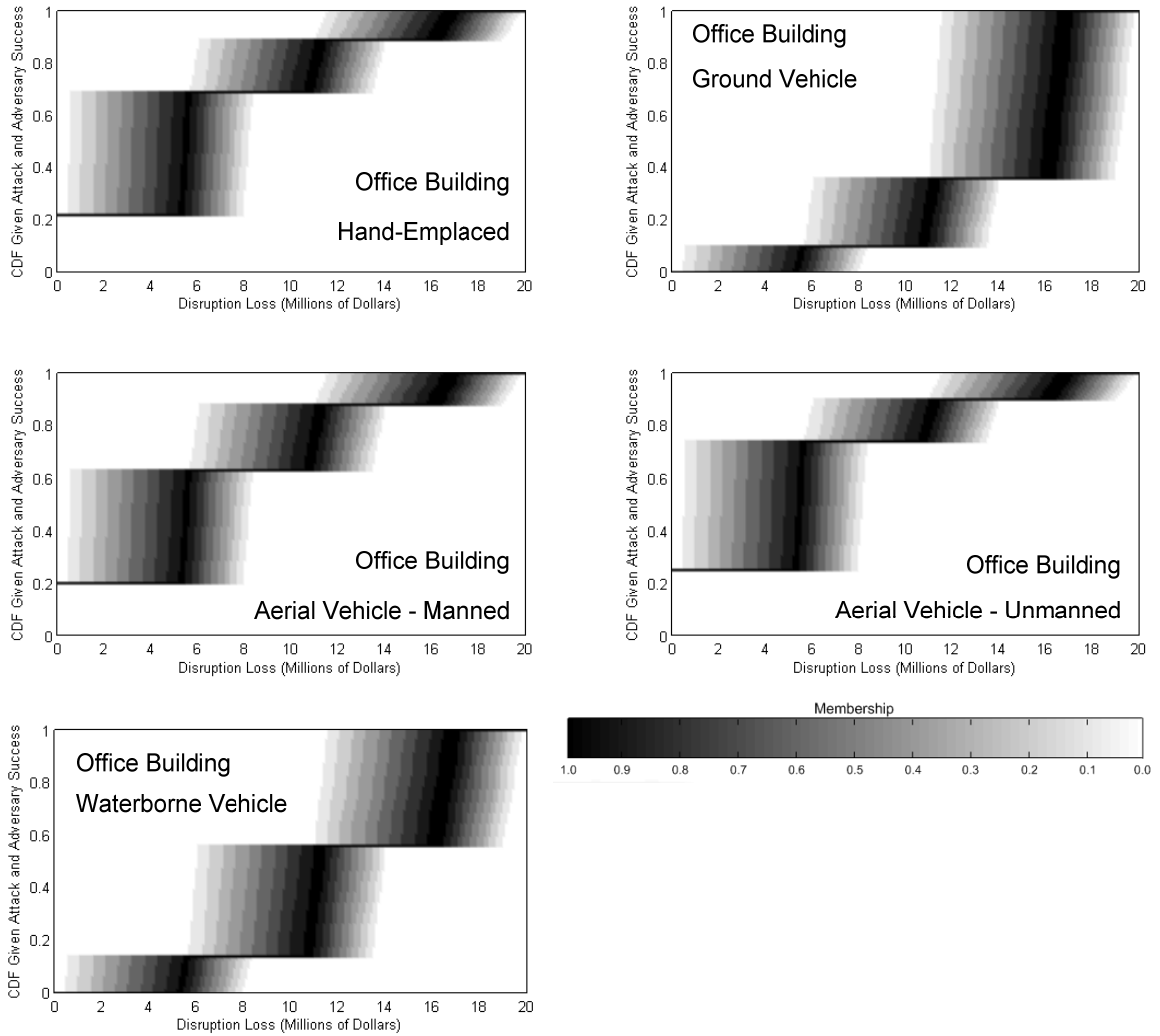 CDF Given Attack and Adversary Success
1
0.8
0.6
0.4
0.2
0
Office Building
Hand-Emplaced
0 2 4 6 8 10 12 14 16 18 20
Disruption Loss (Millions of Dollars)
CDF Given Attack and Adversary Success
1
0.8
0.6
0.4
0.2
0
Office Building
Ground Vehicle
0 2 4 6 8 10 12 14 16 18 20
Disruption Loss (Millions of Dollars)
CDF Given Attack and Adversary Success
1
0.8
0.6
0.4
0.2
0
Office Building
Aerial Vehicle - Manned
0 2 4 6 8 10 12 14 16 18 20
Disruption Loss (Millions of Dollars)
CDF Given Attack and Adversary Success
1
0.8
0.6
0.4
0.2
0
Office Building
Aerial Vehicle - Unmanned
0 2 4 6 8 10 12 14 16 18 20
Disruption Loss (Millions of Dollars)
CDF Given Attack and Adversary Success
1
0.8
0.6
0.4
0.2
0
Office Building
Waterborne Vehicle
0 2 4 6 8 10 12 14 16 18 20
Disruption Loss (Millions of Dollars)
Membership
1.0 0.9 0.8 0.7 0.6 0.5 0.4 0.3 0.2 0.1 0.0